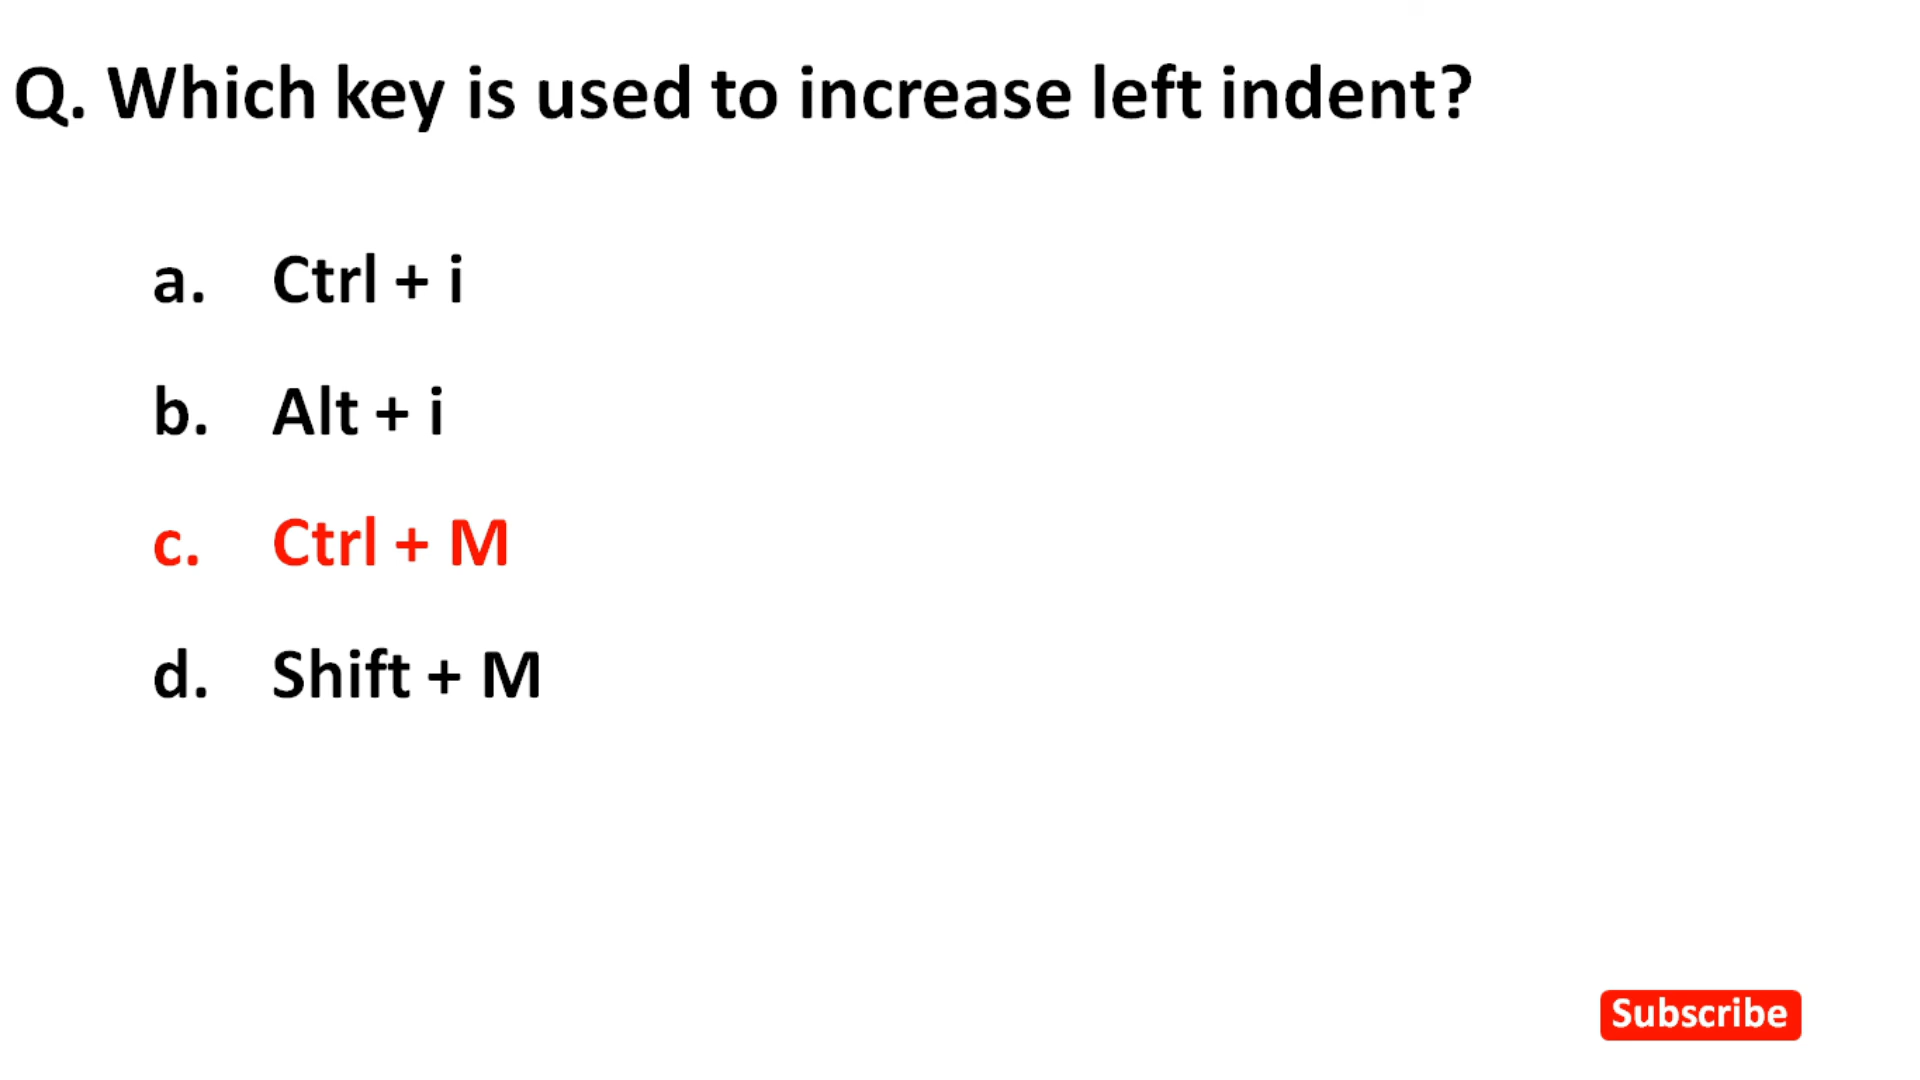 Q. Which key is used to increase left indent?
a. Ctrl + i
b. Alt + i
c. Ctrl + M
d. Shift + M
Subscribe